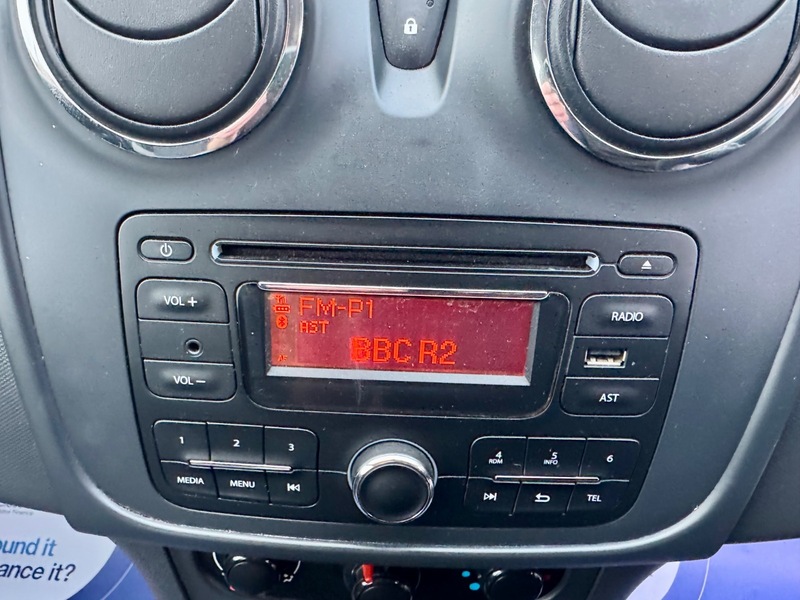 VOL +
VOL −
FM-P1
AST
BBC R2
RADIO
AST
1 2 3
MEDIA MENU
4 5 6
RDM INFO
TEL
ound it
ance it?